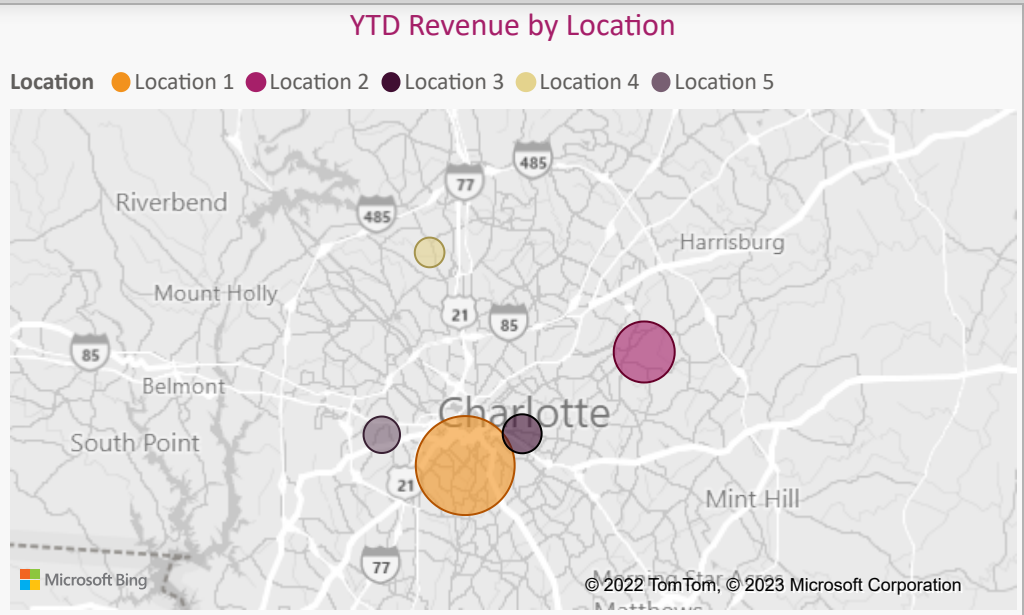 YTD Revenue by Location
Location Location 1 Location 2 Location 3 Location 4 Location 5
485
77
Riverbend
485
Harrisburg
Mount Holly
21
85
85
Belmont
Charlotte
South Point
21
Mint Hill
77
Microsoft Bing
© 2022 TomTom, © 2023 Microsoft Corporation
Matthews